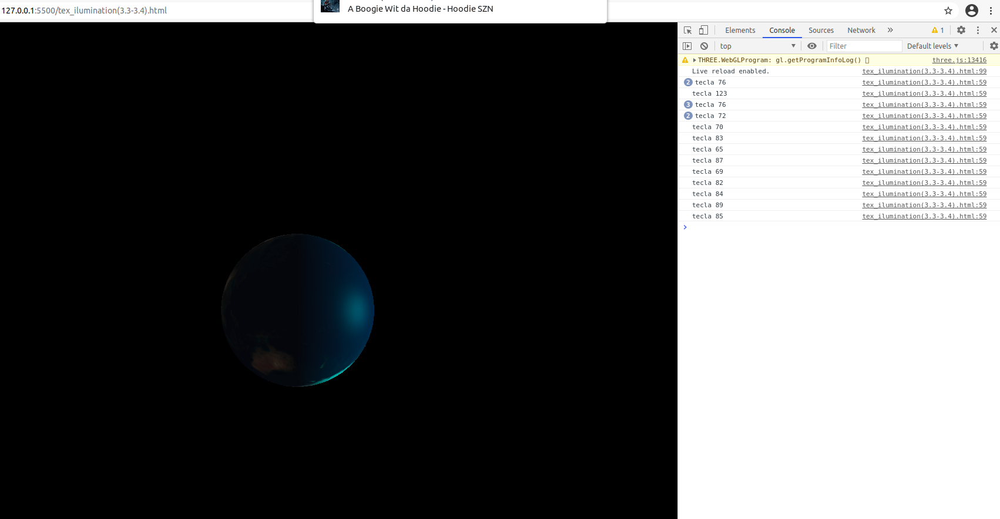 127.0.0.1:5500/tex_ilumination(3.3-3.4).html
A Boogie Wit da Hoodie - Hoodie SZN
Elements Console Sources Network » 1
top Filter Default levels
THREE.WebGLProgram: gl.getProgramInfoLog() three.js:13416
Live reload enabled. tex_ilumination(3.3-3.4).html:99
2 tecla 76 tex_ilumination(3.3-3.4).html:59
tecla 123 tex_ilumination(3.3-3.4).html:59
3 tecla 76 tex_ilumination(3.3-3.4).html:59
2 tecla 72 tex_ilumination(3.3-3.4).html:59
tecla 70 tex_ilumination(3.3-3.4).html:59
tecla 83 tex_ilumination(3.3-3.4).html:59
tecla 65 tex_ilumination(3.3-3.4).html:59
tecla 87 tex_ilumination(3.3-3.4).html:59
tecla 69 tex_ilumination(3.3-3.4).html:59
tecla 82 tex_ilumination(3.3-3.4).html:59
tecla 84 tex_ilumination(3.3-3.4).html:59
tecla 89 tex_ilumination(3.3-3.4).html:59
tecla 85 tex_ilumination(3.3-3.4).html:59